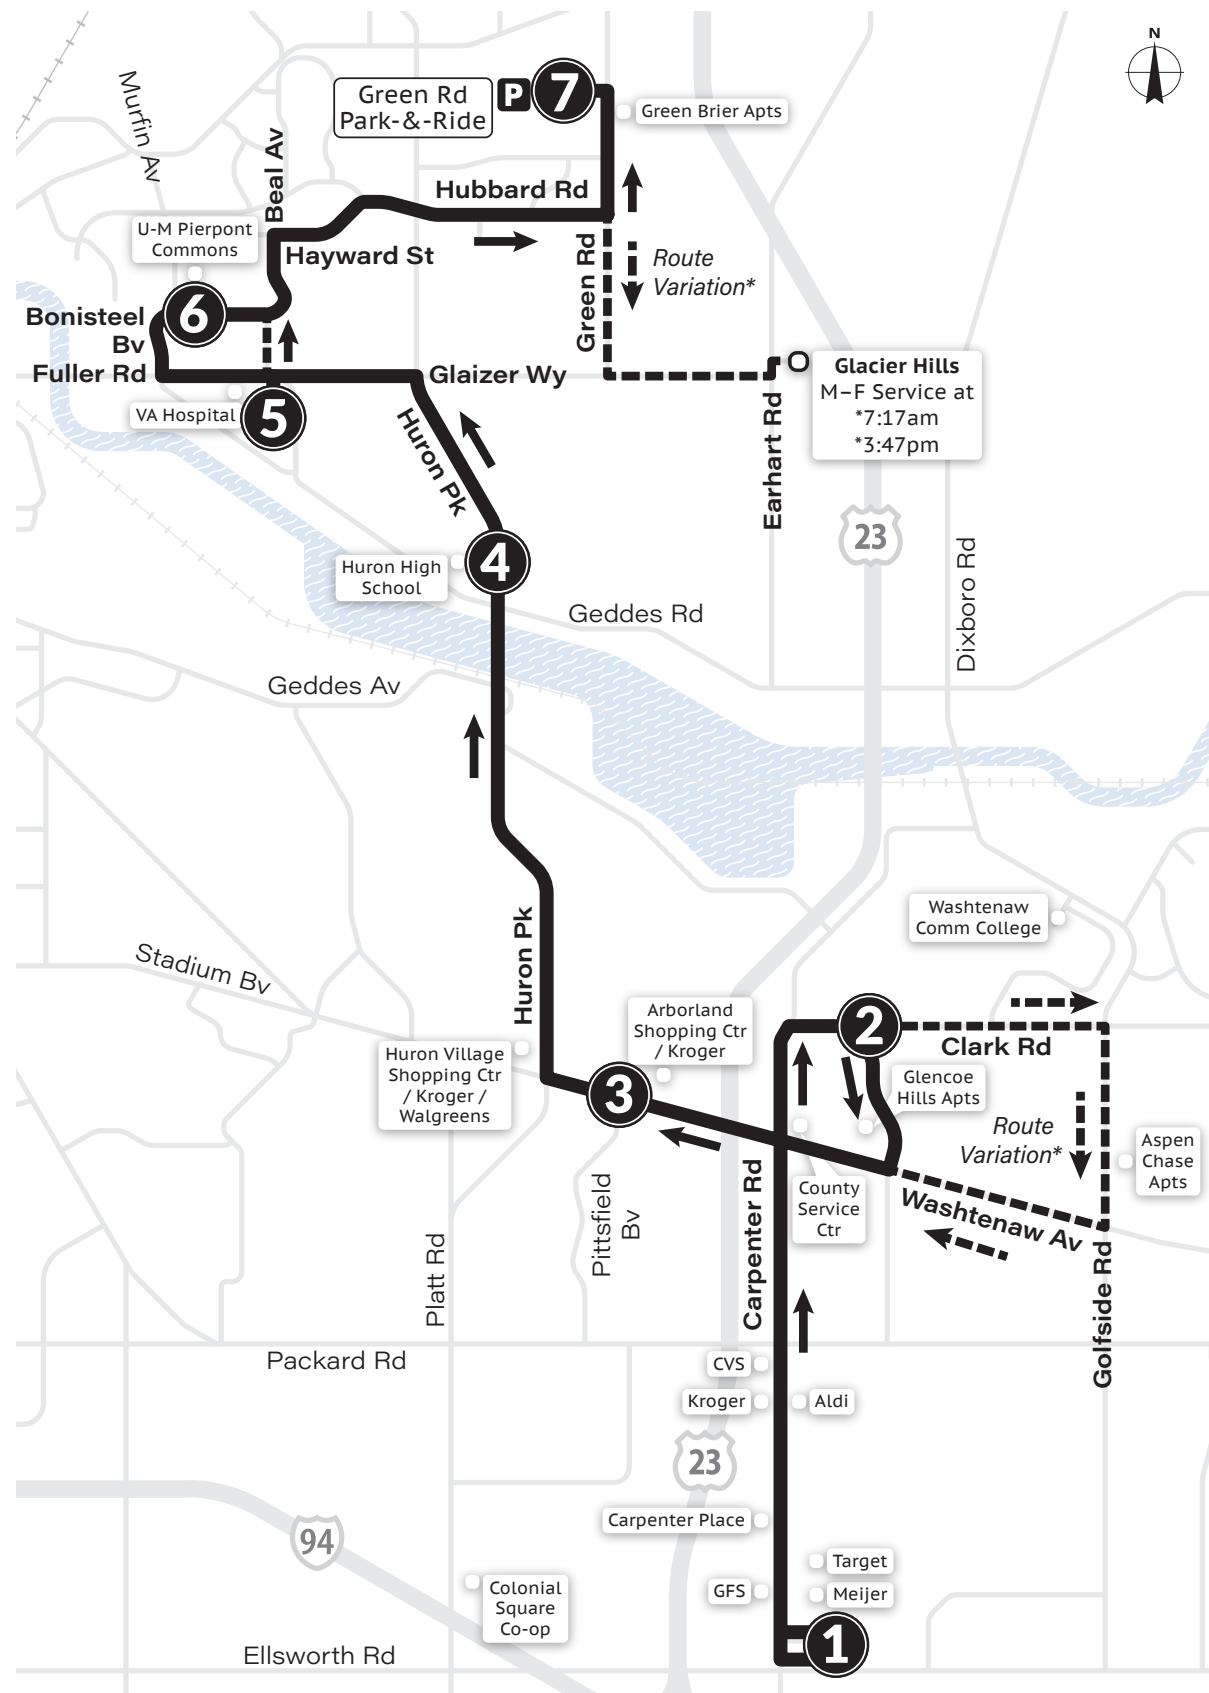 N
Murfin Av
Green Rd
Park-&-Ride
P
7
Green Brier Apts
Beal Av
Hubbard Rd
U-M Pierpont
Commons
Hayward St
Green Rd
Route
Variation*
6
Bonisteel
Bv
Fuller Rd
Glaizer Wy
Glacier Hills
M–F Service at
*7:17am
*3:47pm
VA Hospital
5
Huron Pk
Earhart Rd
23
Dixboro Rd
4
Huron High
School
Geddes Rd
Geddes Av
Washtenaw
Comm College
Huron Pk
Stadium Bv
Arborland
Shopping Ctr
/ Kroger
2
Clark Rd
Huron Village
Shopping Ctr
/ Kroger /
Walgreens
3
Glencoe
Hills Apts
Route
Variation*
Aspen
Chase
Apts
County
Service
Ctr
Washtenaw Av
Pittsfield
Bv
Carpenter Rd
Platt Rd
Golfside Rd
Packard Rd
CVS
Kroger
Aldi
23
Carpenter Place
94
Target
GFS
Meijer
Colonial
Square
Co-op
1
Ellsworth Rd